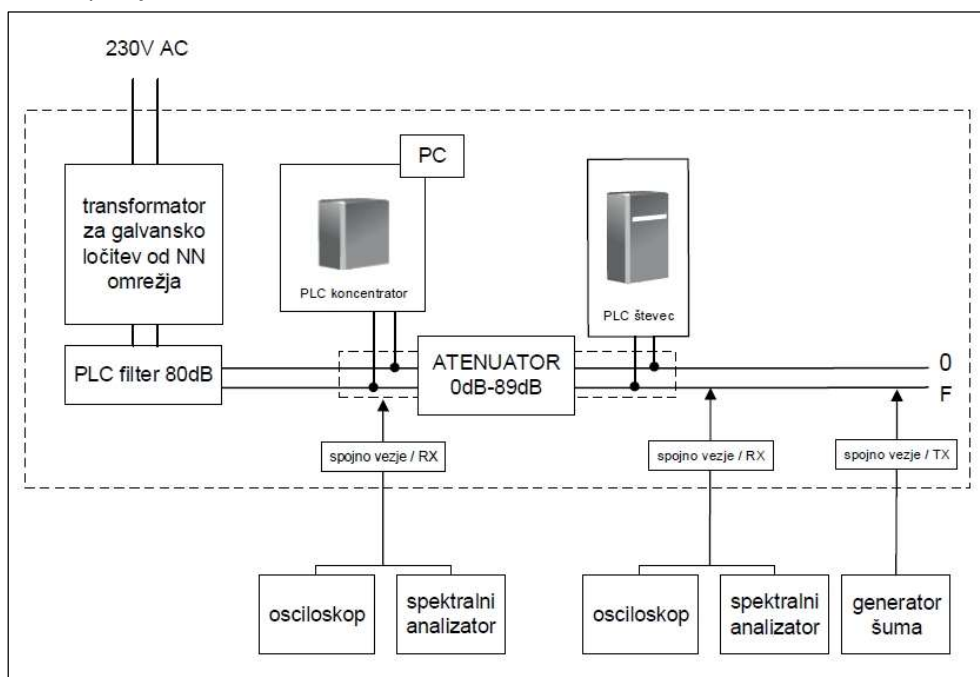 230V AC
transformator
za galvansko
ločitev od NN
omrežja
PLC filter 80dB
PC
PLC koncentrator
ATENUATOR
0dB-89dB
PLC števec
0
F
spojno vezje / RX
spojno vezje / RX
spojno vezje / TX
osciloskop
spektralni
analizator
osciloskop
spektralni
analizator
generator
šuma